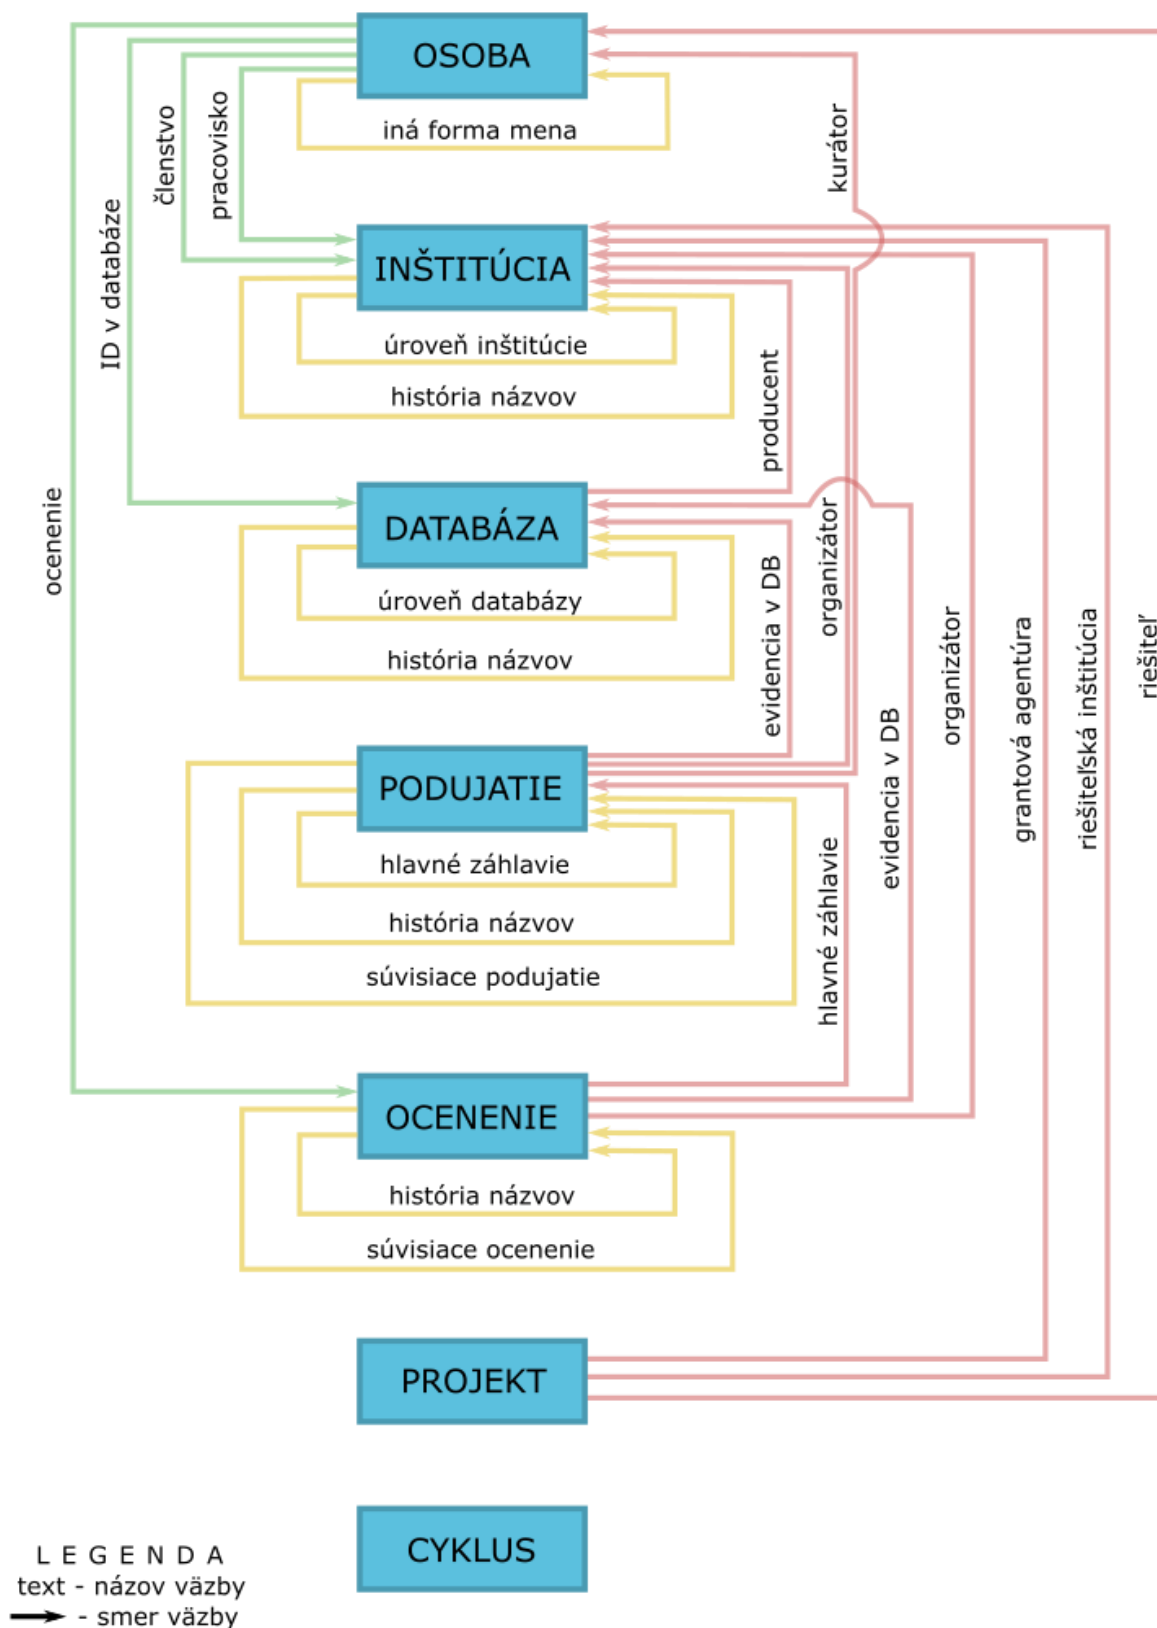 OSOBA
iná forma mena
kurátor
členstvo
pracovisko
ID v databáze
INŠTITÚCIA
úroveň inštitúcie
história názvov
producent
ocenenie
DATABÁZA
úroveň databázy
história názvov
evidencia v DB
organizátor
organizátor
grantová agentúra
riešiteľská inštitúcia
riešiteľ
PODUJATIE
hlavné záhlavie
história názvov
súvisiace podujatie
hlavné záhlavie
evidencia v DB
OCENENIE
história názvov
súvisiace ocenenie
PROJEKT
CYKLUS
L E G E N D A
text - názov väzby
- smer väzby